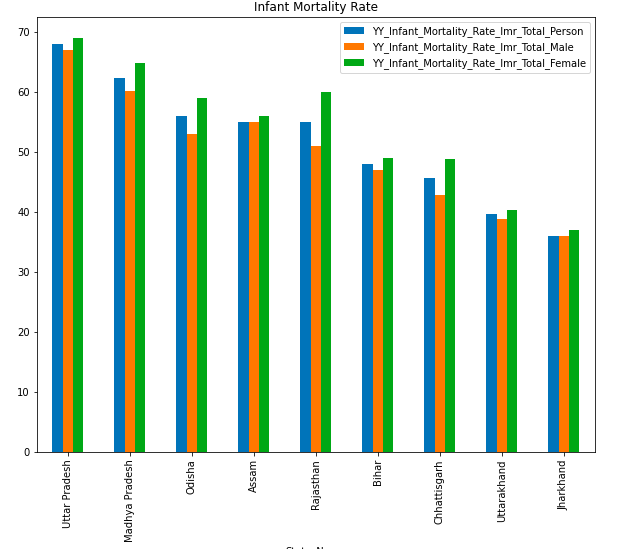 Infant Mortality Rate
YY_Infant_Mortality_Rate_Imr_Total_Person
YY_Infant_Mortality_Rate_Imr_Total_Male
YY_Infant_Mortality_Rate_Imr_Total_Female
70
60
50
40
30
20
10
0
Uttar Pradesh
Madhya Pradesh
Odisha
Assam
Rajasthan
Bihar
Chhattisgarh
Uttarakhand
Jharkhand